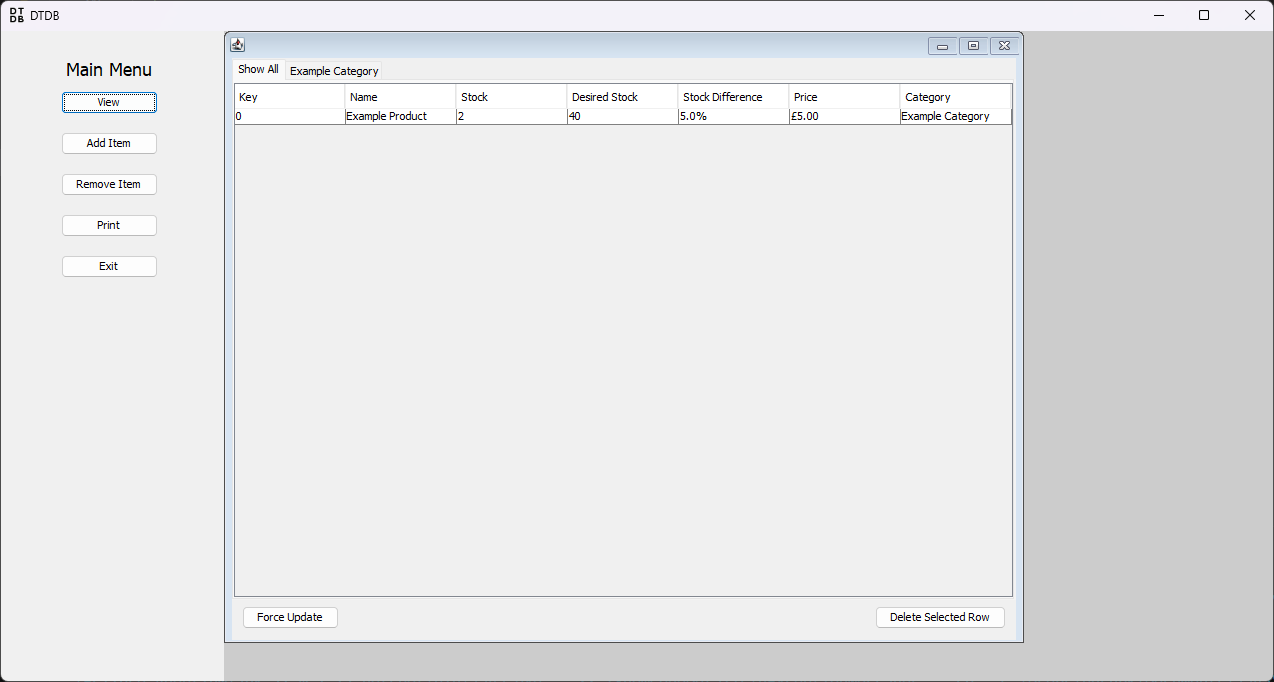 DT
DB
DTDB
Main Menu
View
Add Item
Remove Item
Print
Exit
Show All Example Category
Key Name Stock Desired Stock Stock Difference Price Category
0 Example Product 2 40 5.0% £5.00 Example Category
Force Update Delete Selected Row